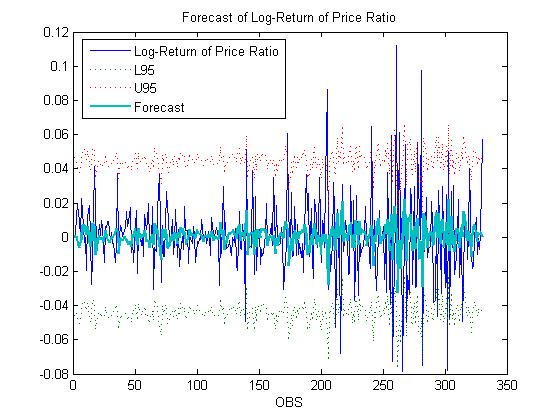 Forecast of Log-Return of Price Ratio
0.12
0.1
0.08
0.06
0.04
0.02
0
-0.02
-0.04
-0.06
-0.08
Log-Return of Price Ratio
L95
U95
Forecast
0 50 100 150 200 250 300 350
OBS